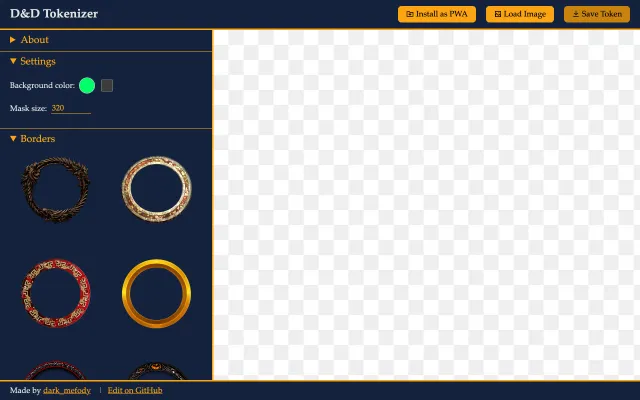 D&D Tokenizer
Install as PWA
Load Image
Save Token
About
Settings
Background color:
Mask size: 320
Borders
Made by dark_mefody | Edit on GitHub